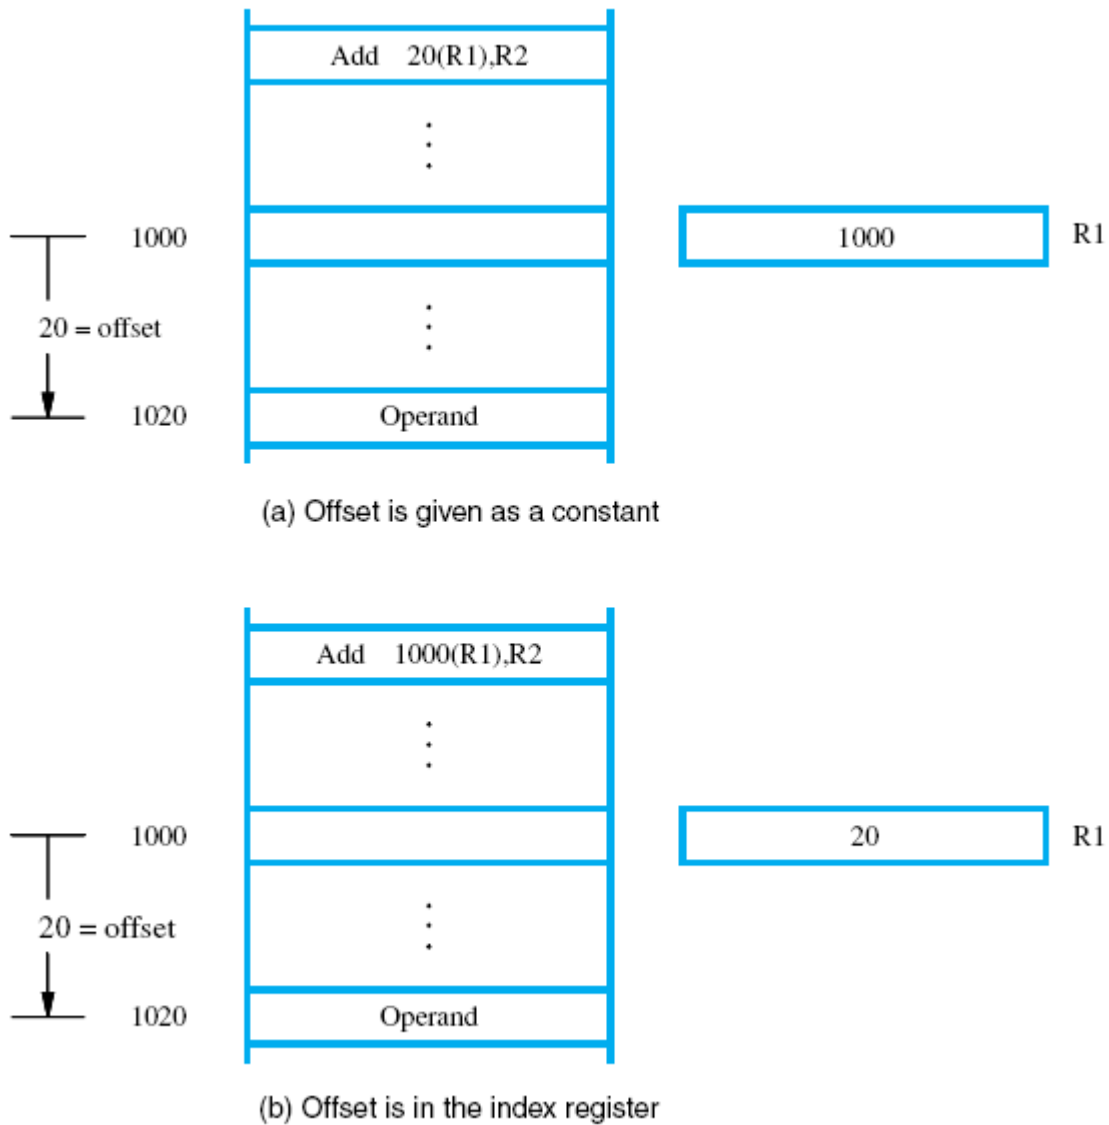 Add 20(R1),R2
1000
1000
R1
20 = offset
1020
Operand
(a) Offset is given as a constant
Add 1000(R1),R2
1000
20
R1
20 = offset
1020
Operand
(b) Offset is in the index register